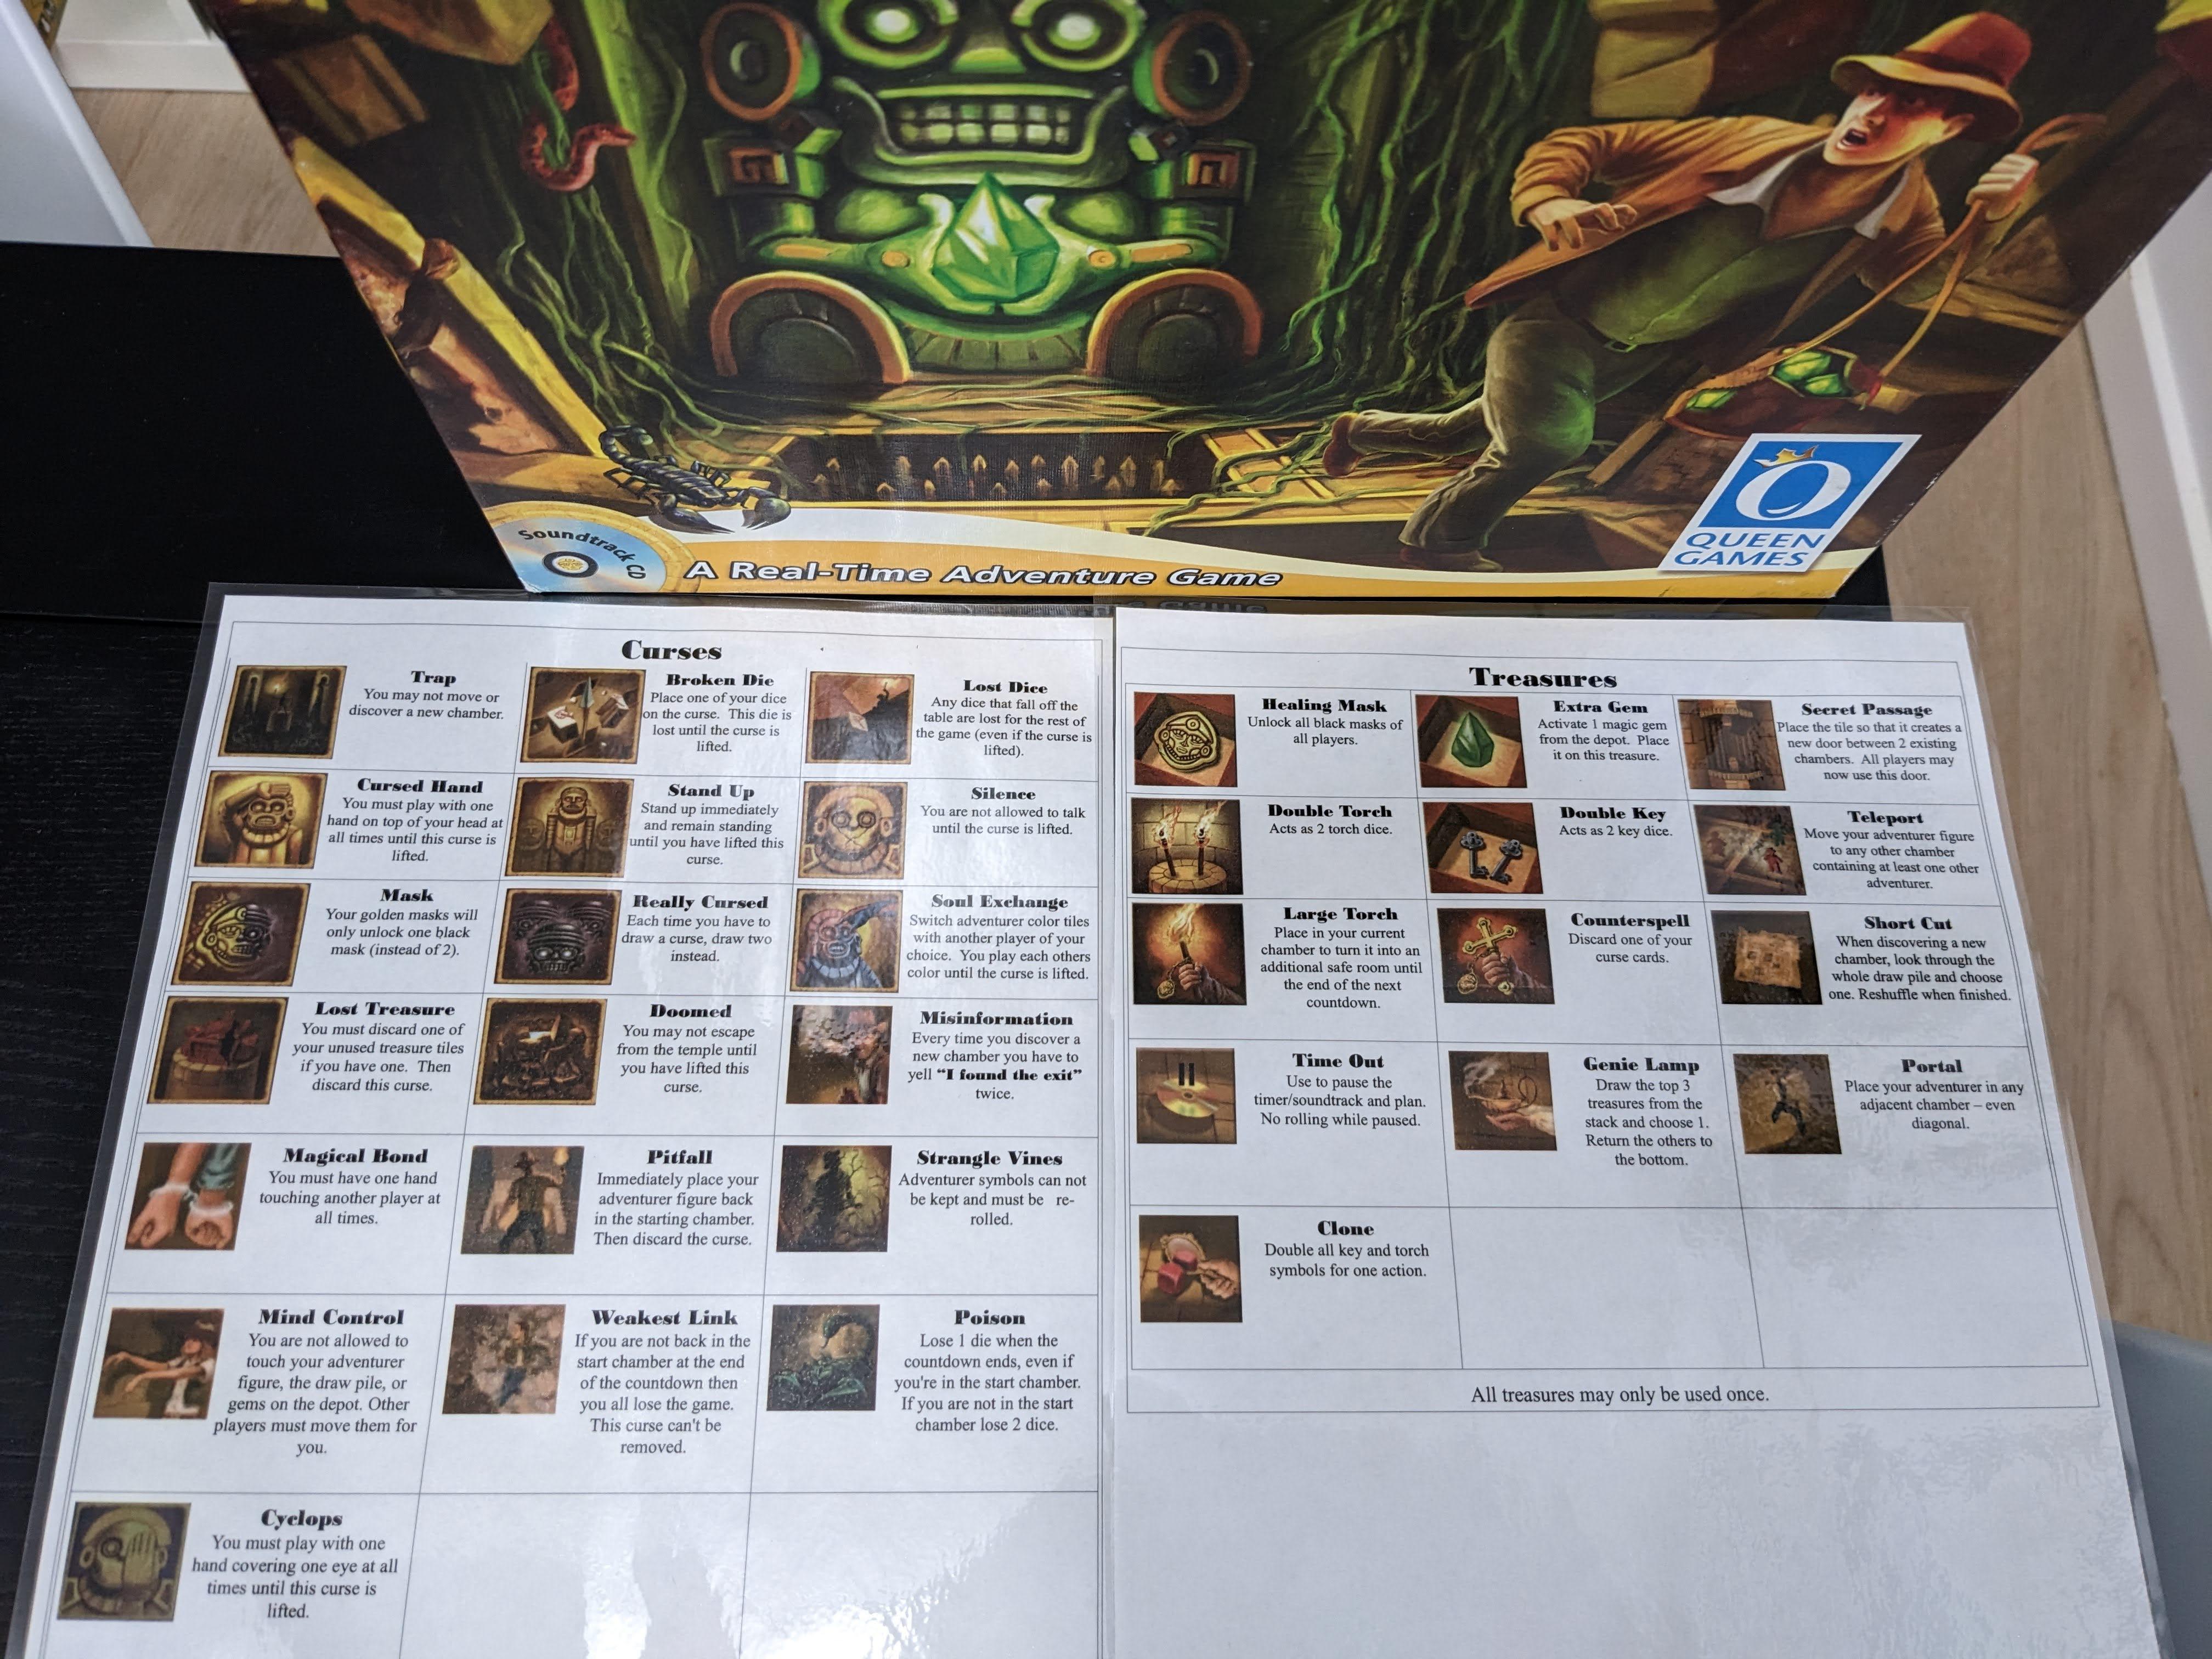 Soundtrack CD
A Real-Time Adventure Game
QUEEN
GAMES
Curses
Trap
You may not move or
discover a new chamber.
Broken Die
Place one of your dice
on the curse. This die is
lost until the curse is
lifted.
Lost Dice
Any dice that fall off the
table are lost for the rest of
the game (even if the curse is
lifted).
Cursed Hand
You must play with one
hand on top of your head at
all times until this curse is
lifted.
Stand Up
Stand up immediately
and remain standing
until you have lifted this
curse.
Silence
You are not allowed to talk
until the curse is lifted.
Mask
Your golden masks will
only unlock one black
mask (instead of 2).
Really Cursed
Each time you have to
draw a curse, draw two
instead.
Soul Exchange
Switch adventurer color tiles
with another player of your
choice. You play each others
color until the curse is lifted.
Lost Treasure
You must discard one of
your unused treasure tiles
if you have one. Then
discard this curse.
Doomed
You may not escape
from the temple until
you have lifted this
curse.
Misinformation
Every time you discover a
new chamber you have to
yell “I found the exit”
twice.
Magical Bond
You must have one hand
touching another player at
all times.
Pitfall
Immediately place your
adventurer figure back
in the starting chamber.
Then discard the curse.
Strangle Vines
Adventurer symbols can not
be kept and must be re-
rolled.
Mind Control
You are not allowed to
touch your adventurer
figure, the draw pile, or
gems on the depot. Other
players must move them for
you.
Weakest Link
If you are not back in the
start chamber at the end
of the countdown then
you all lose the game.
This curse can't be
removed.
Poison
Lose 1 die when the
countdown ends, even if
you're in the start chamber.
If you are not in the start
chamber lose 2 dice.
Cyclops
You must play with one
hand covering one eye at all
times until this curse is
lifted.
Treasures
Healing Mask
Unlock all black masks of
all players.
Extra Gem
Activate 1 magic gem
from the depot. Place
it on this treasure.
Secret Passage
Place the tile so that it creates a
new door between 2 existing
chambers. All players may
now use this door.
Double Torch
Acts as 2 torch dice.
Double Key
Acts as 2 key dice.
Teleport
Move your adventurer figure
to any other chamber
containing at least one other
adventurer.
Large Torch
Place in your current
chamber to turn it into an
additional safe room until
the end of the next
countdown.
Counterspell
Discard one of your
curse cards.
Short Cut
When discovering a new
chamber, look through the
whole draw pile and choose
one. Reshuffle when finished.
Time Out
Use to pause the
timer/soundtrack and plan.
No rolling while paused.
Genie Lamp
Draw the top 3
treasures from the
stack and choose 1.
Return the others to
the bottom.
Portal
Place your adventurer in any
adjacent chamber – even
diagonal.
Clone
Double all key and torch
symbols for one action.
All treasures may only be used once.